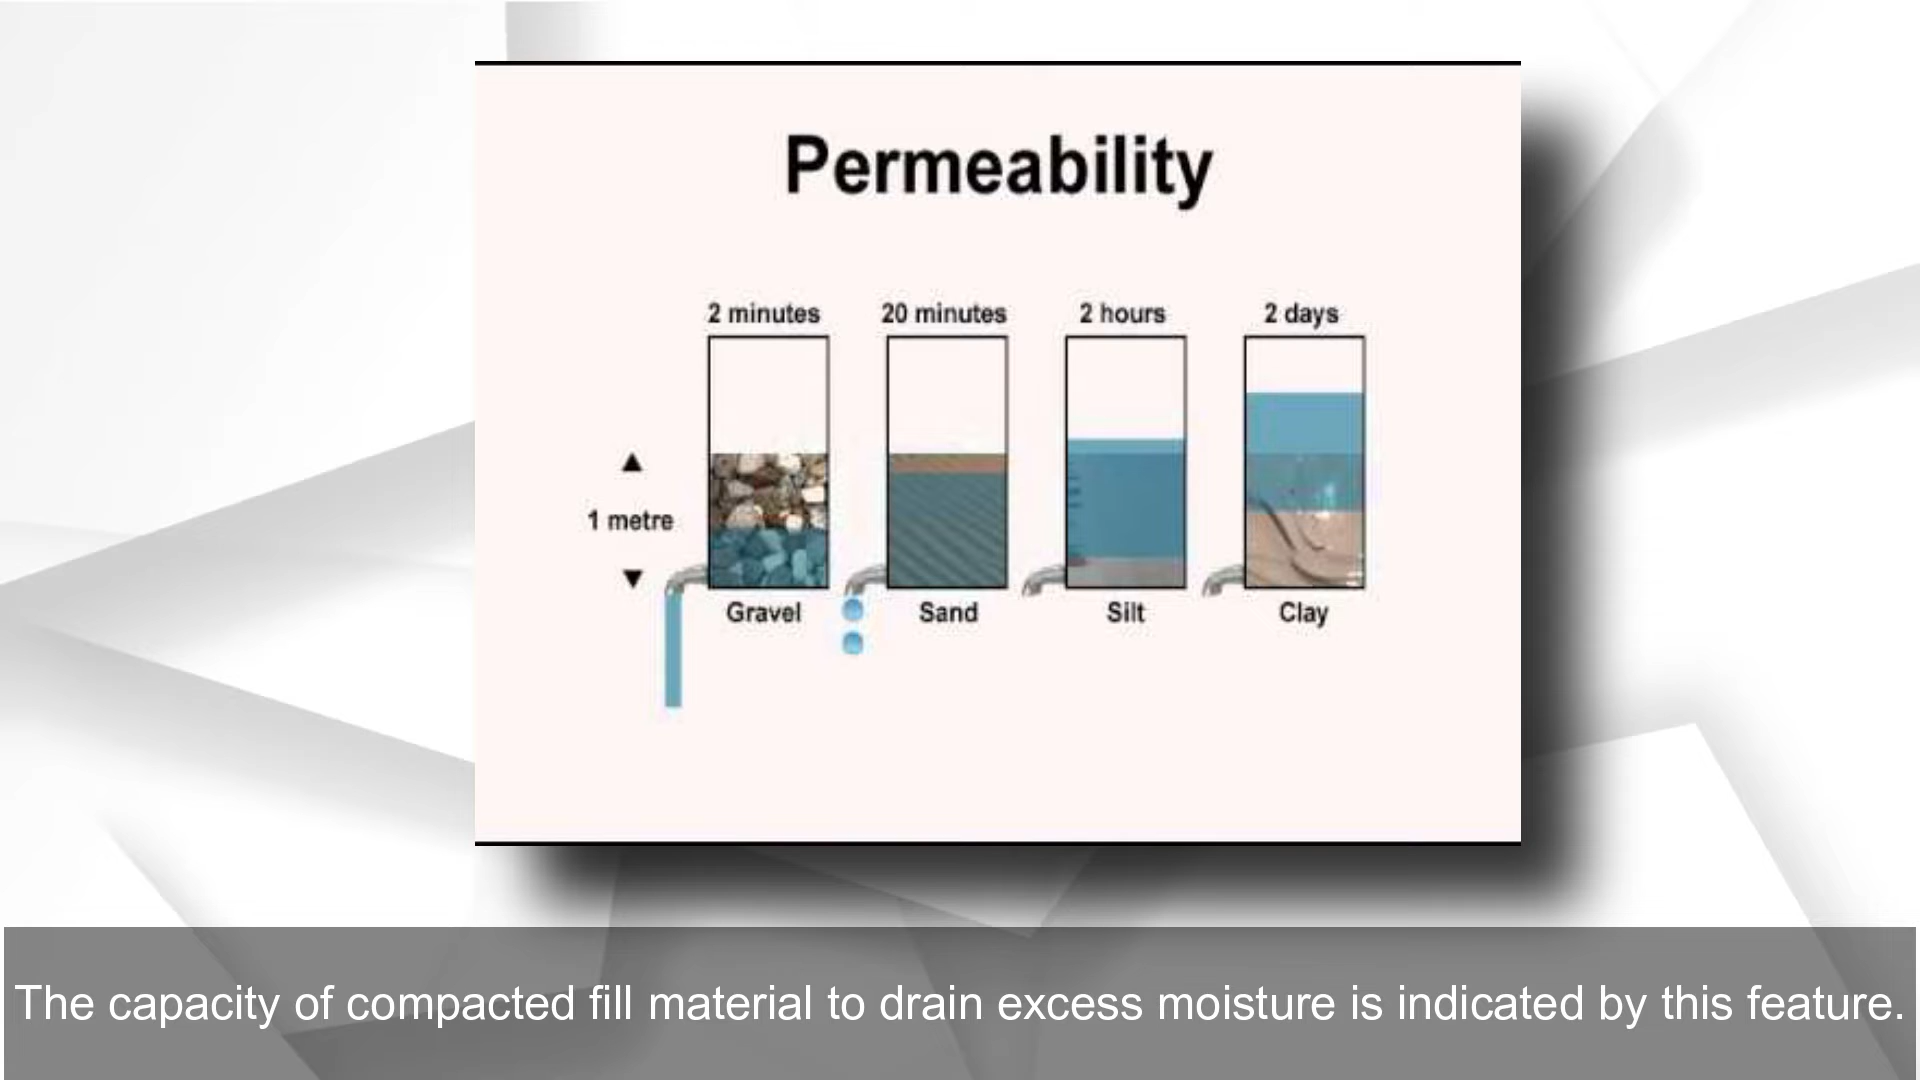 Permeability
2 minutes 20 minutes 2 hours 2 days
1 metre
Gravel Sand Silt Clay
The capacity of compacted fill material to drain excess moisture is indicated by this feature.